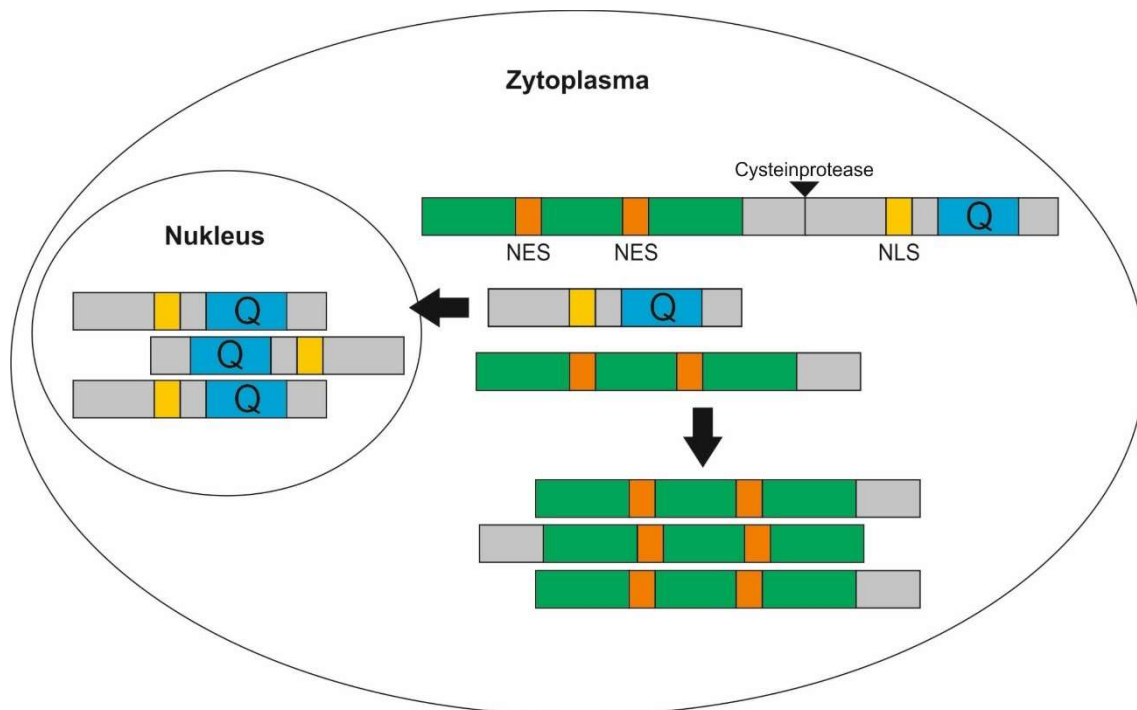 Zytoplasma
Cysteinprotease
Q
NES NES NLS
Nukleus
Q
Q
Q
Q